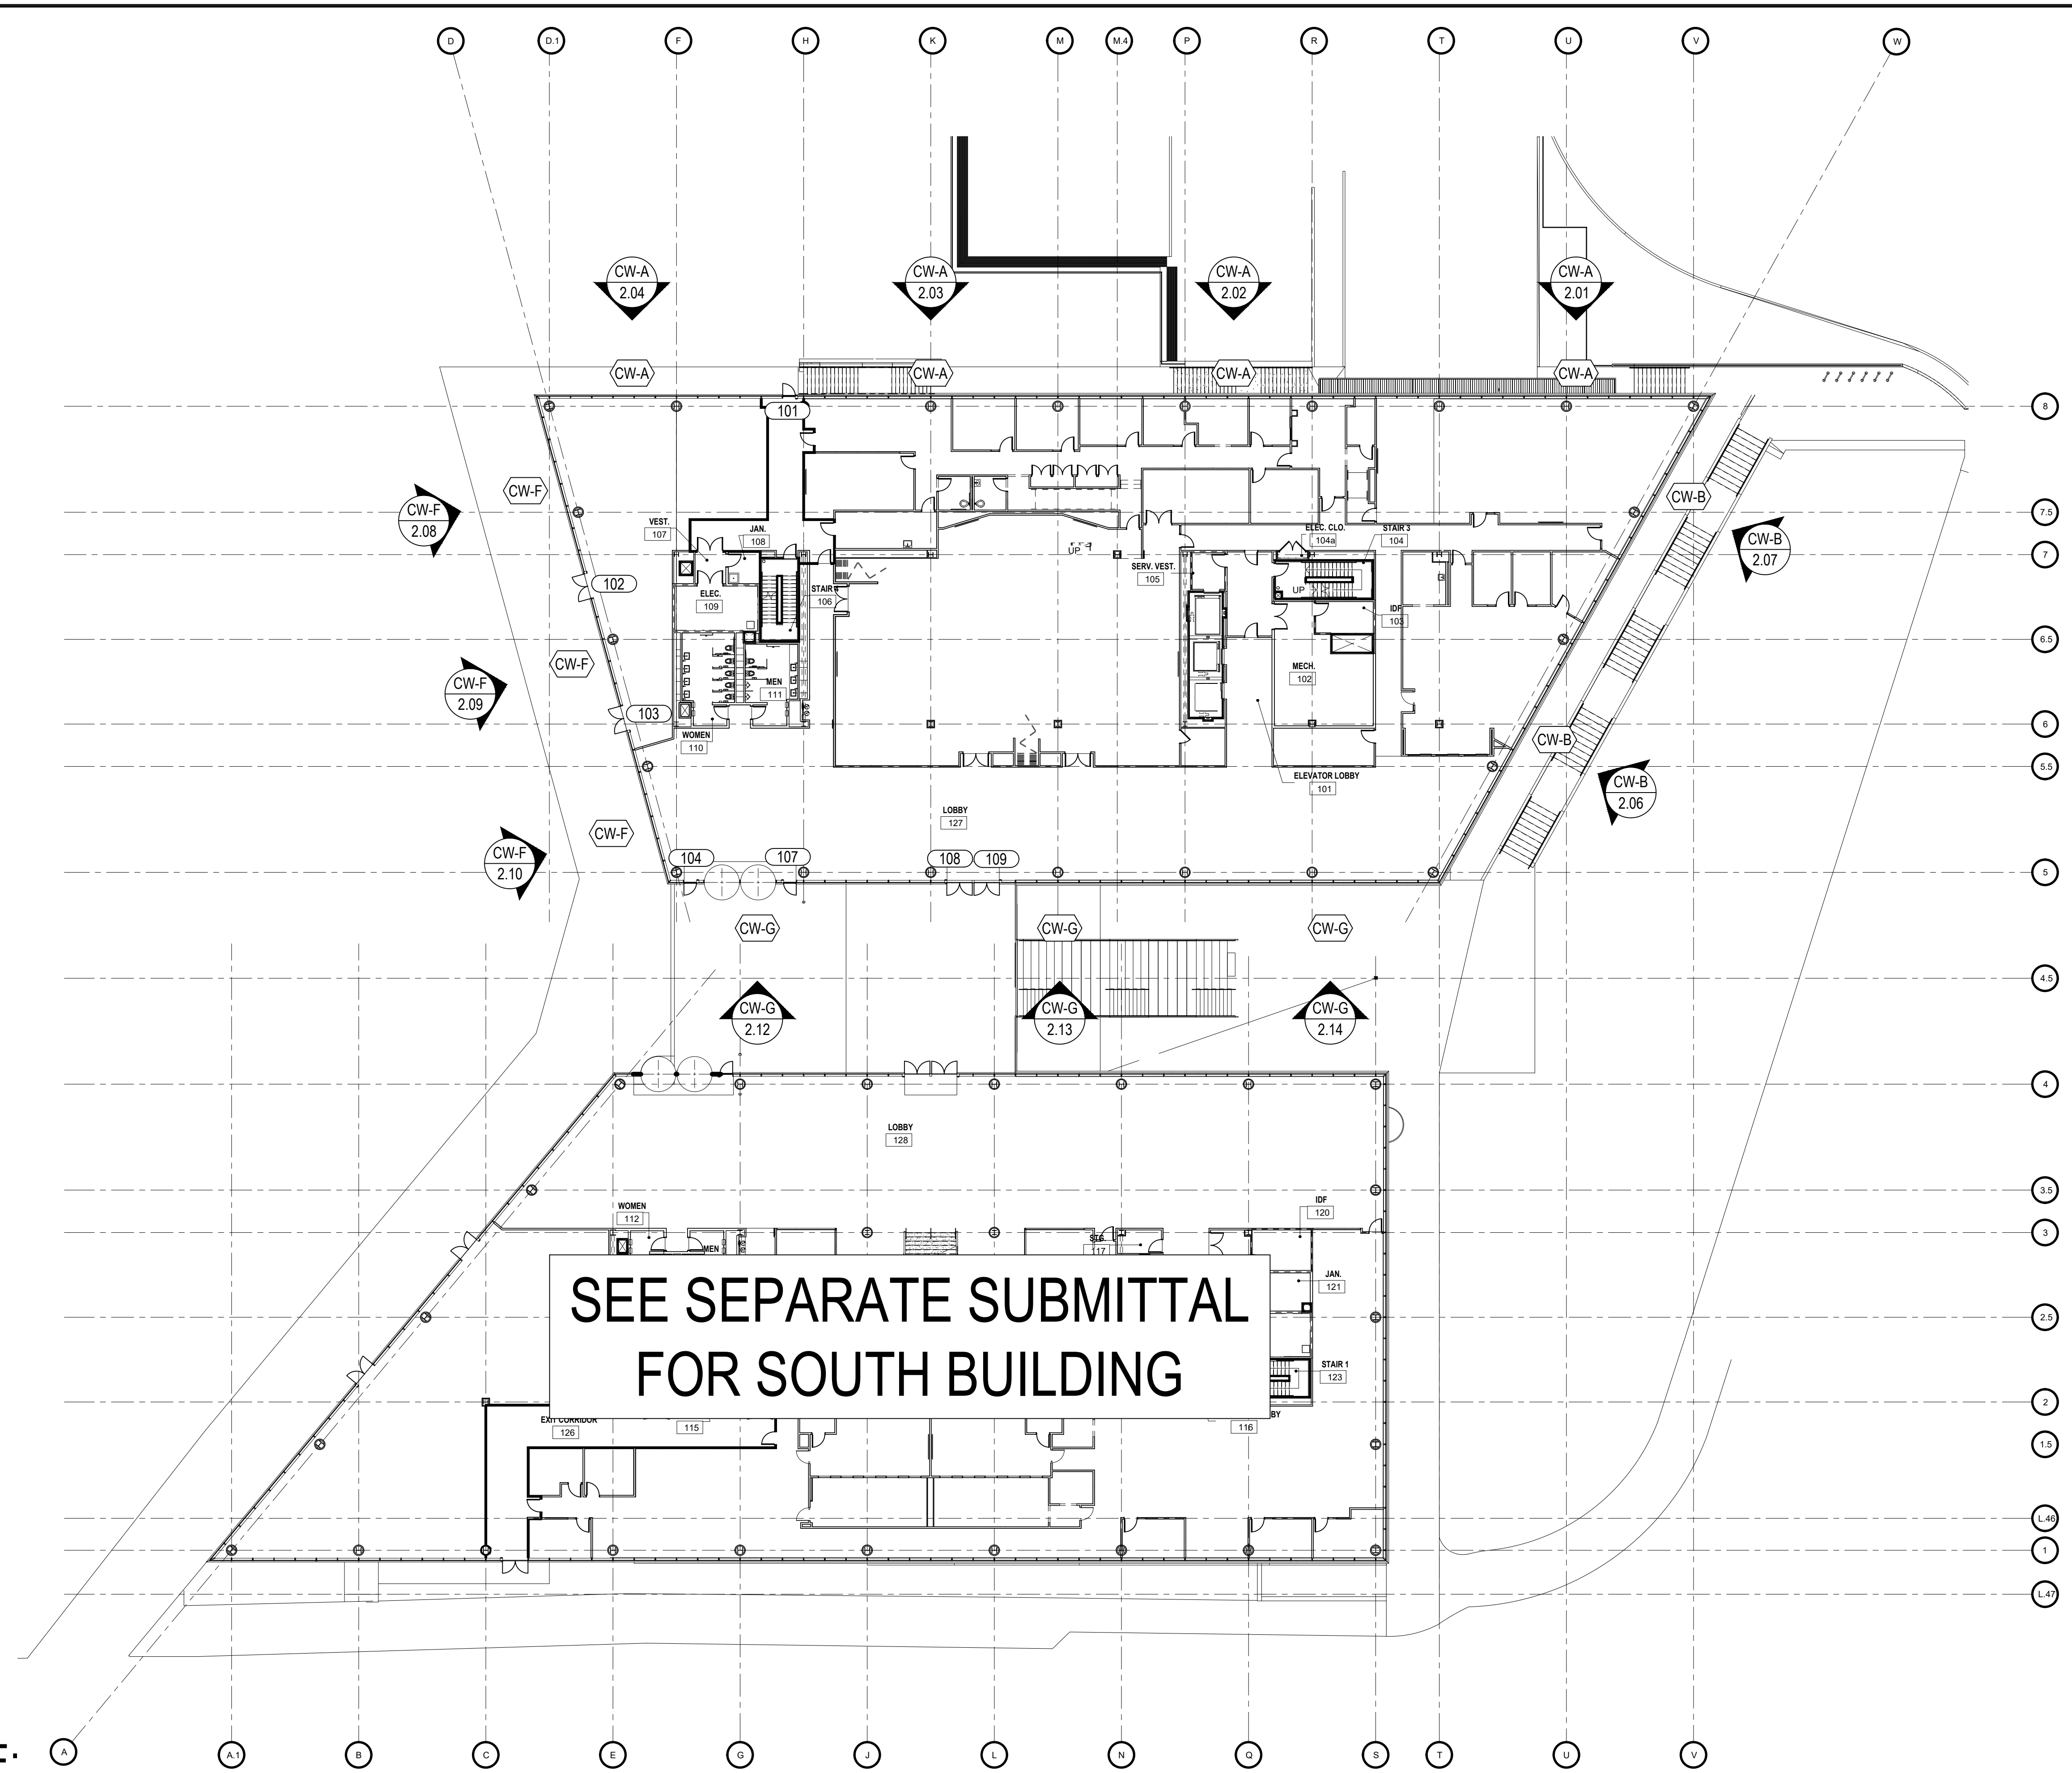 D
D.1
F
H
K
M
M.4
P
R
T
U
V
W
CW-A
2.04
CW-A
2.03
CW-A
2.02
CW-A
2.01
CW-A
CW-A
CW-A
CW-A
101
8
CW-F
CW-B
CW-F
2.08
7.5
VEST.
107
JAN.
108
UP
ELEC. CLO.
104a
STAIR 3
104
CW-B
2.07
7
102
SERV. VEST.
105
ELEC.
109
STAIR 4
106
UP
IDF
103
6.5
CW-F
MECH.
102
CW-F
2.09
MEN
111
103
6
WOMEN
110
CW-B
5.5
ELEVATOR LOBBY
101
CW-B
2.06
LOBBY
127
CW-F
CW-F
2.10
104
107
108
109
5
CW-G
CW-G
CW-G
4.5
CW-G
2.12
CW-G
2.13
CW-G
2.14
4
LOBBY
128
3.5
WOMEN
112
IDF
120
3
MEN
STG.
117
SEE SEPARATE SUBMITTAL
FOR SOUTH BUILDING
JAN.
121
2.5
STAIR 1
123
2
EXIT CORRIDOR
126
115
BY
116
1.5
L.46
1
L.47
A
A.1
B
C
E
G
J
L
N
Q
S
T
U
V